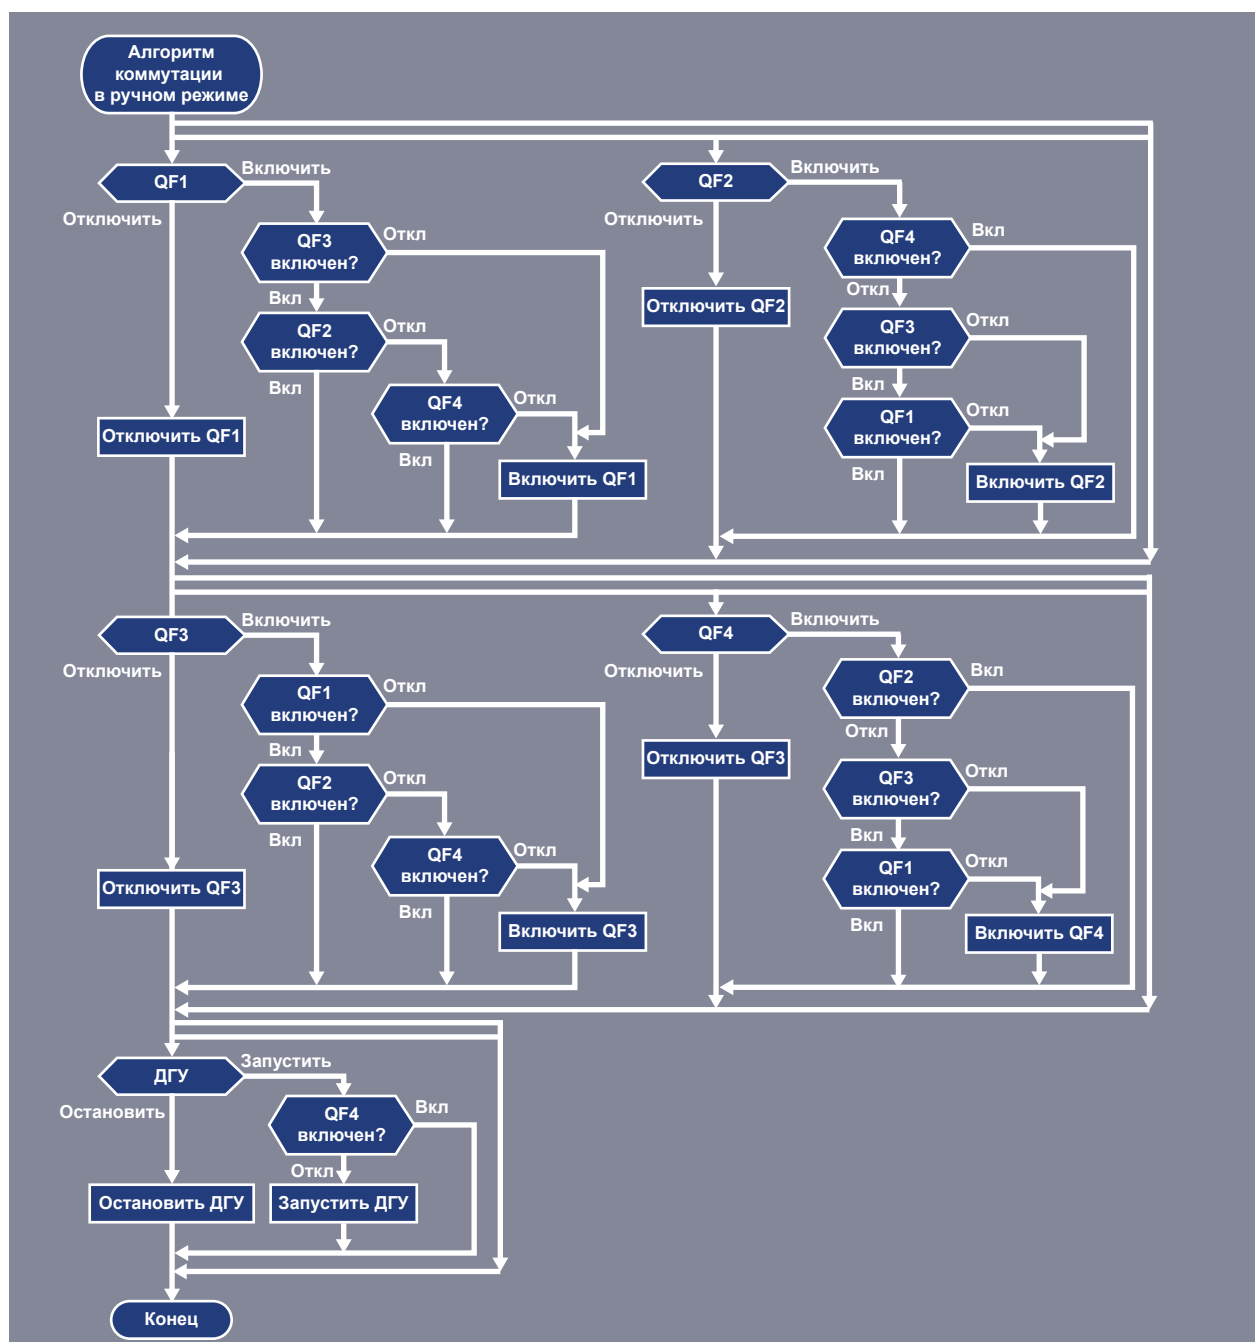 Алгоритм
коммутации
в ручном режиме
QF1
Включить
Отключить
QF3
включен?
Откл
Вкл
QF2
включен?
Откл
Вкл
QF4
включен?
Откл
Вкл
Отключить QF1
Включить QF1
QF2
Включить
Отключить
QF4
включен?
Вкл
Откл
Отключить QF2
QF3
включен?
Откл
Вкл
QF1
включен?
Откл
Вкл
Включить QF2
QF3
Включить
Отключить
QF1
включен?
Откл
Вкл
QF2
включен?
Откл
Вкл
QF4
включен?
Откл
Вкл
Отключить QF3
Включить QF3
QF4
Включить
Отключить
QF2
включен?
Вкл
Откл
Отключить QF3
QF3
включен?
Откл
Вкл
QF1
включен?
Откл
Вкл
Включить QF4
ДГУ
Запустить
Остановить
QF4
включен?
Вкл
Откл
Остановить ДГУ
Запустить ДГУ
Конец